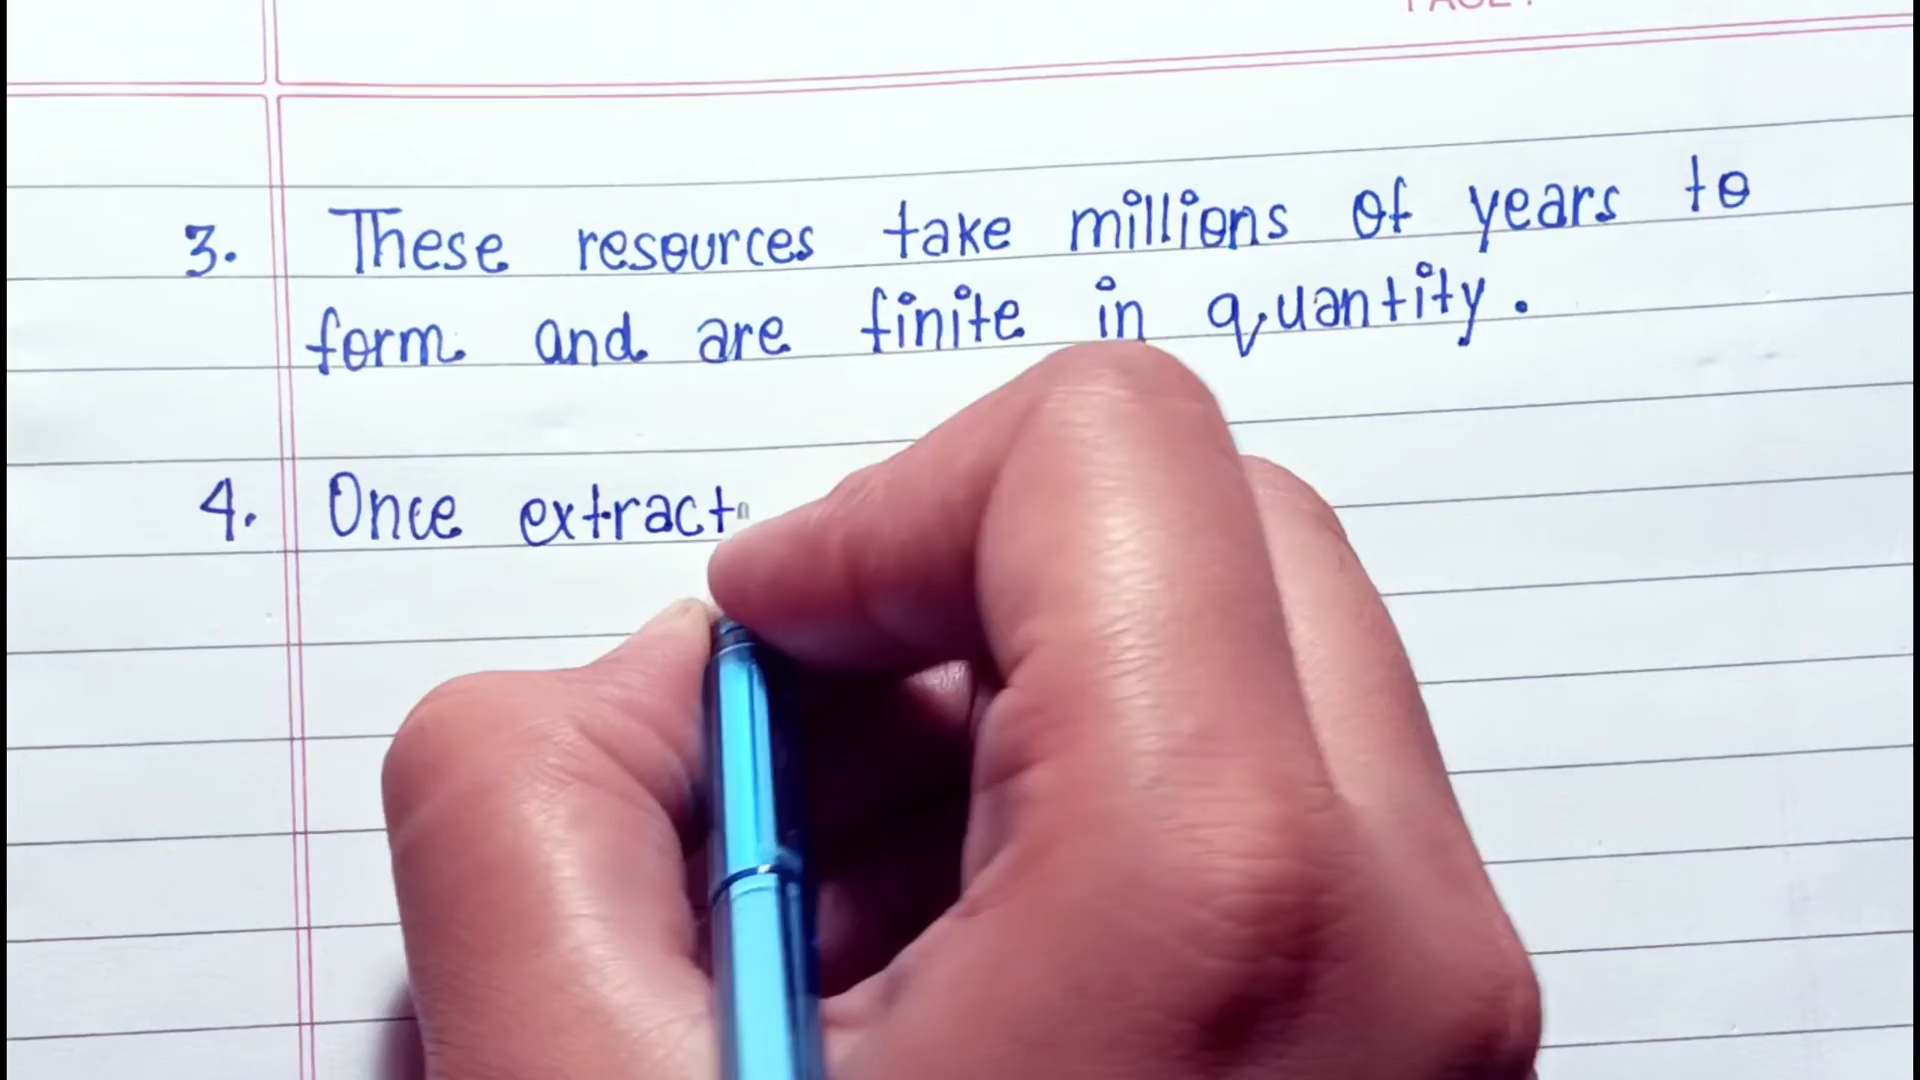 3. These resources take millions of years to
form and are finite in quantity.
4. Once extract